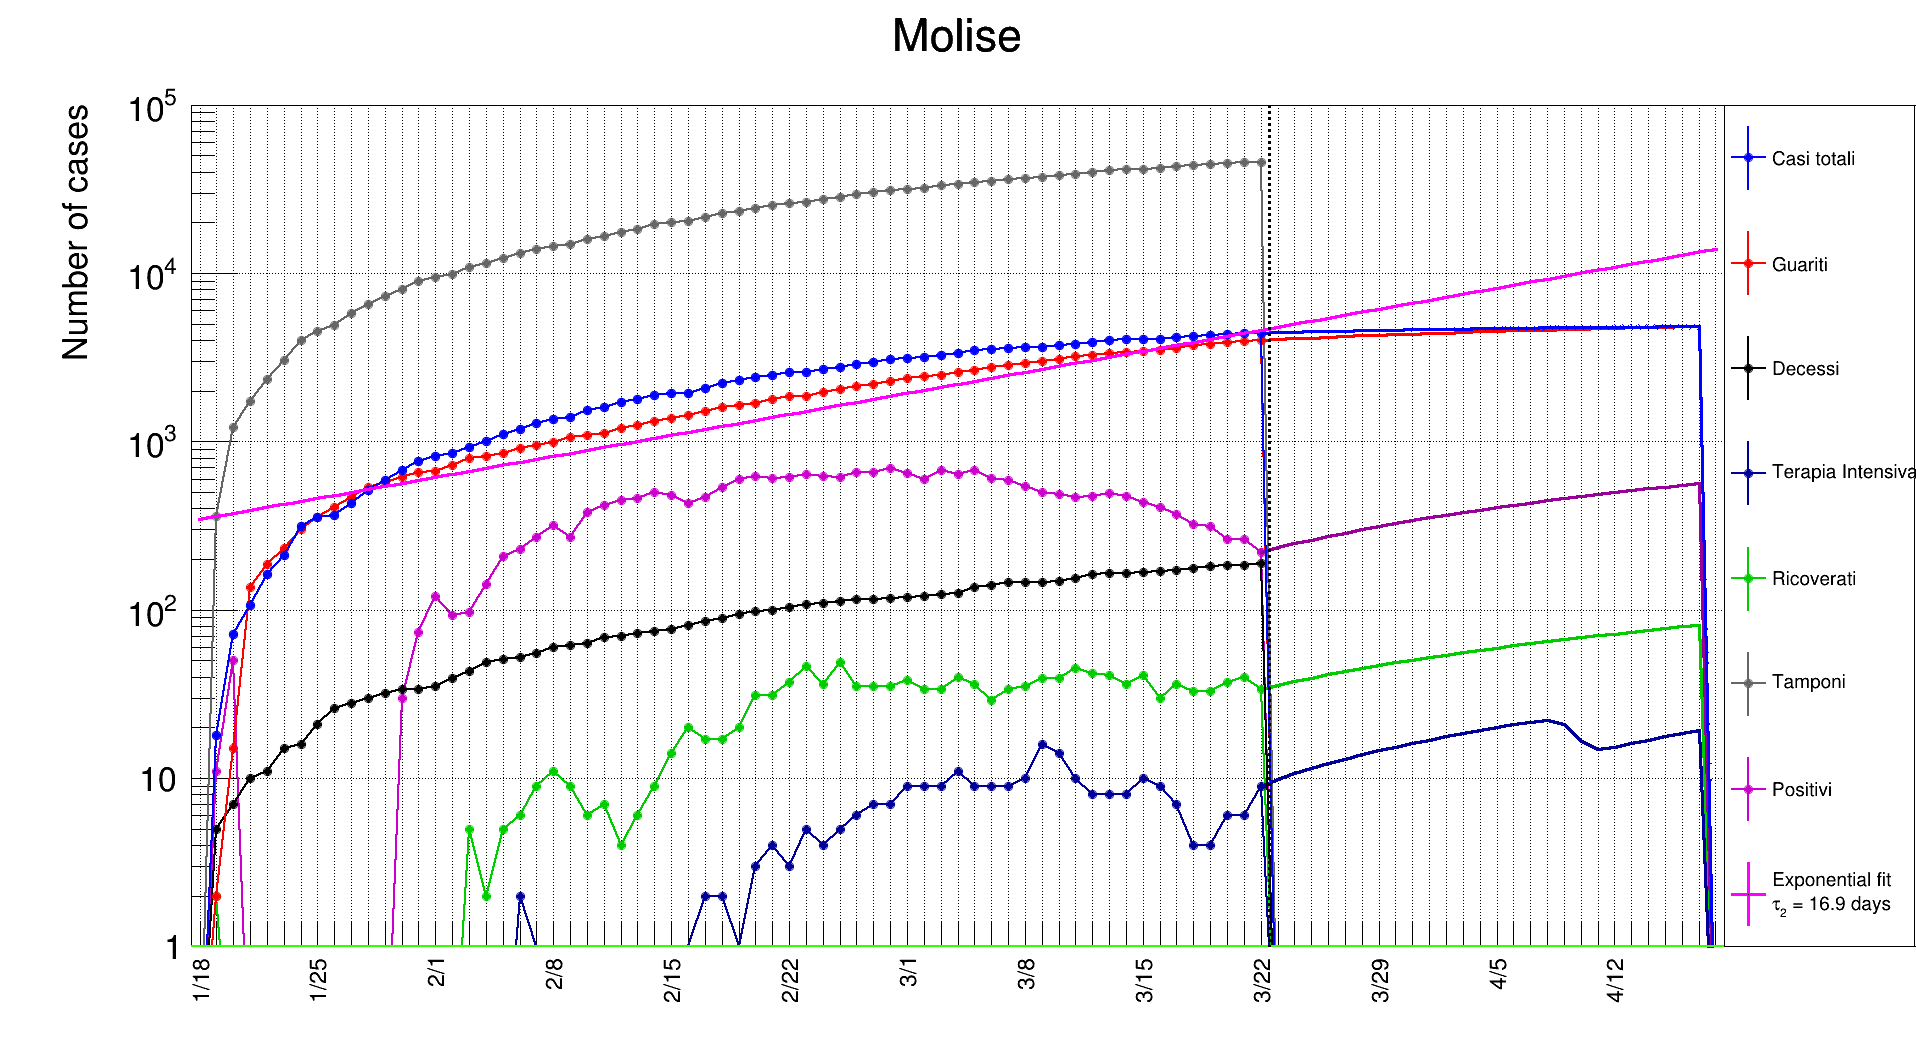 Molise
Number of cases
10^5
10^4
10^3
10^2
10
1
1/18
1/25
2/1
2/8
2/15
2/22
3/1
3/8
3/15
3/22
3/29
4/5
4/12
Casi totali
Guariti
Decessi
Terapia Intensiva
Ricoverati
Tamponi
Positivi
Exponential fit
τ_2 = 16.9 days